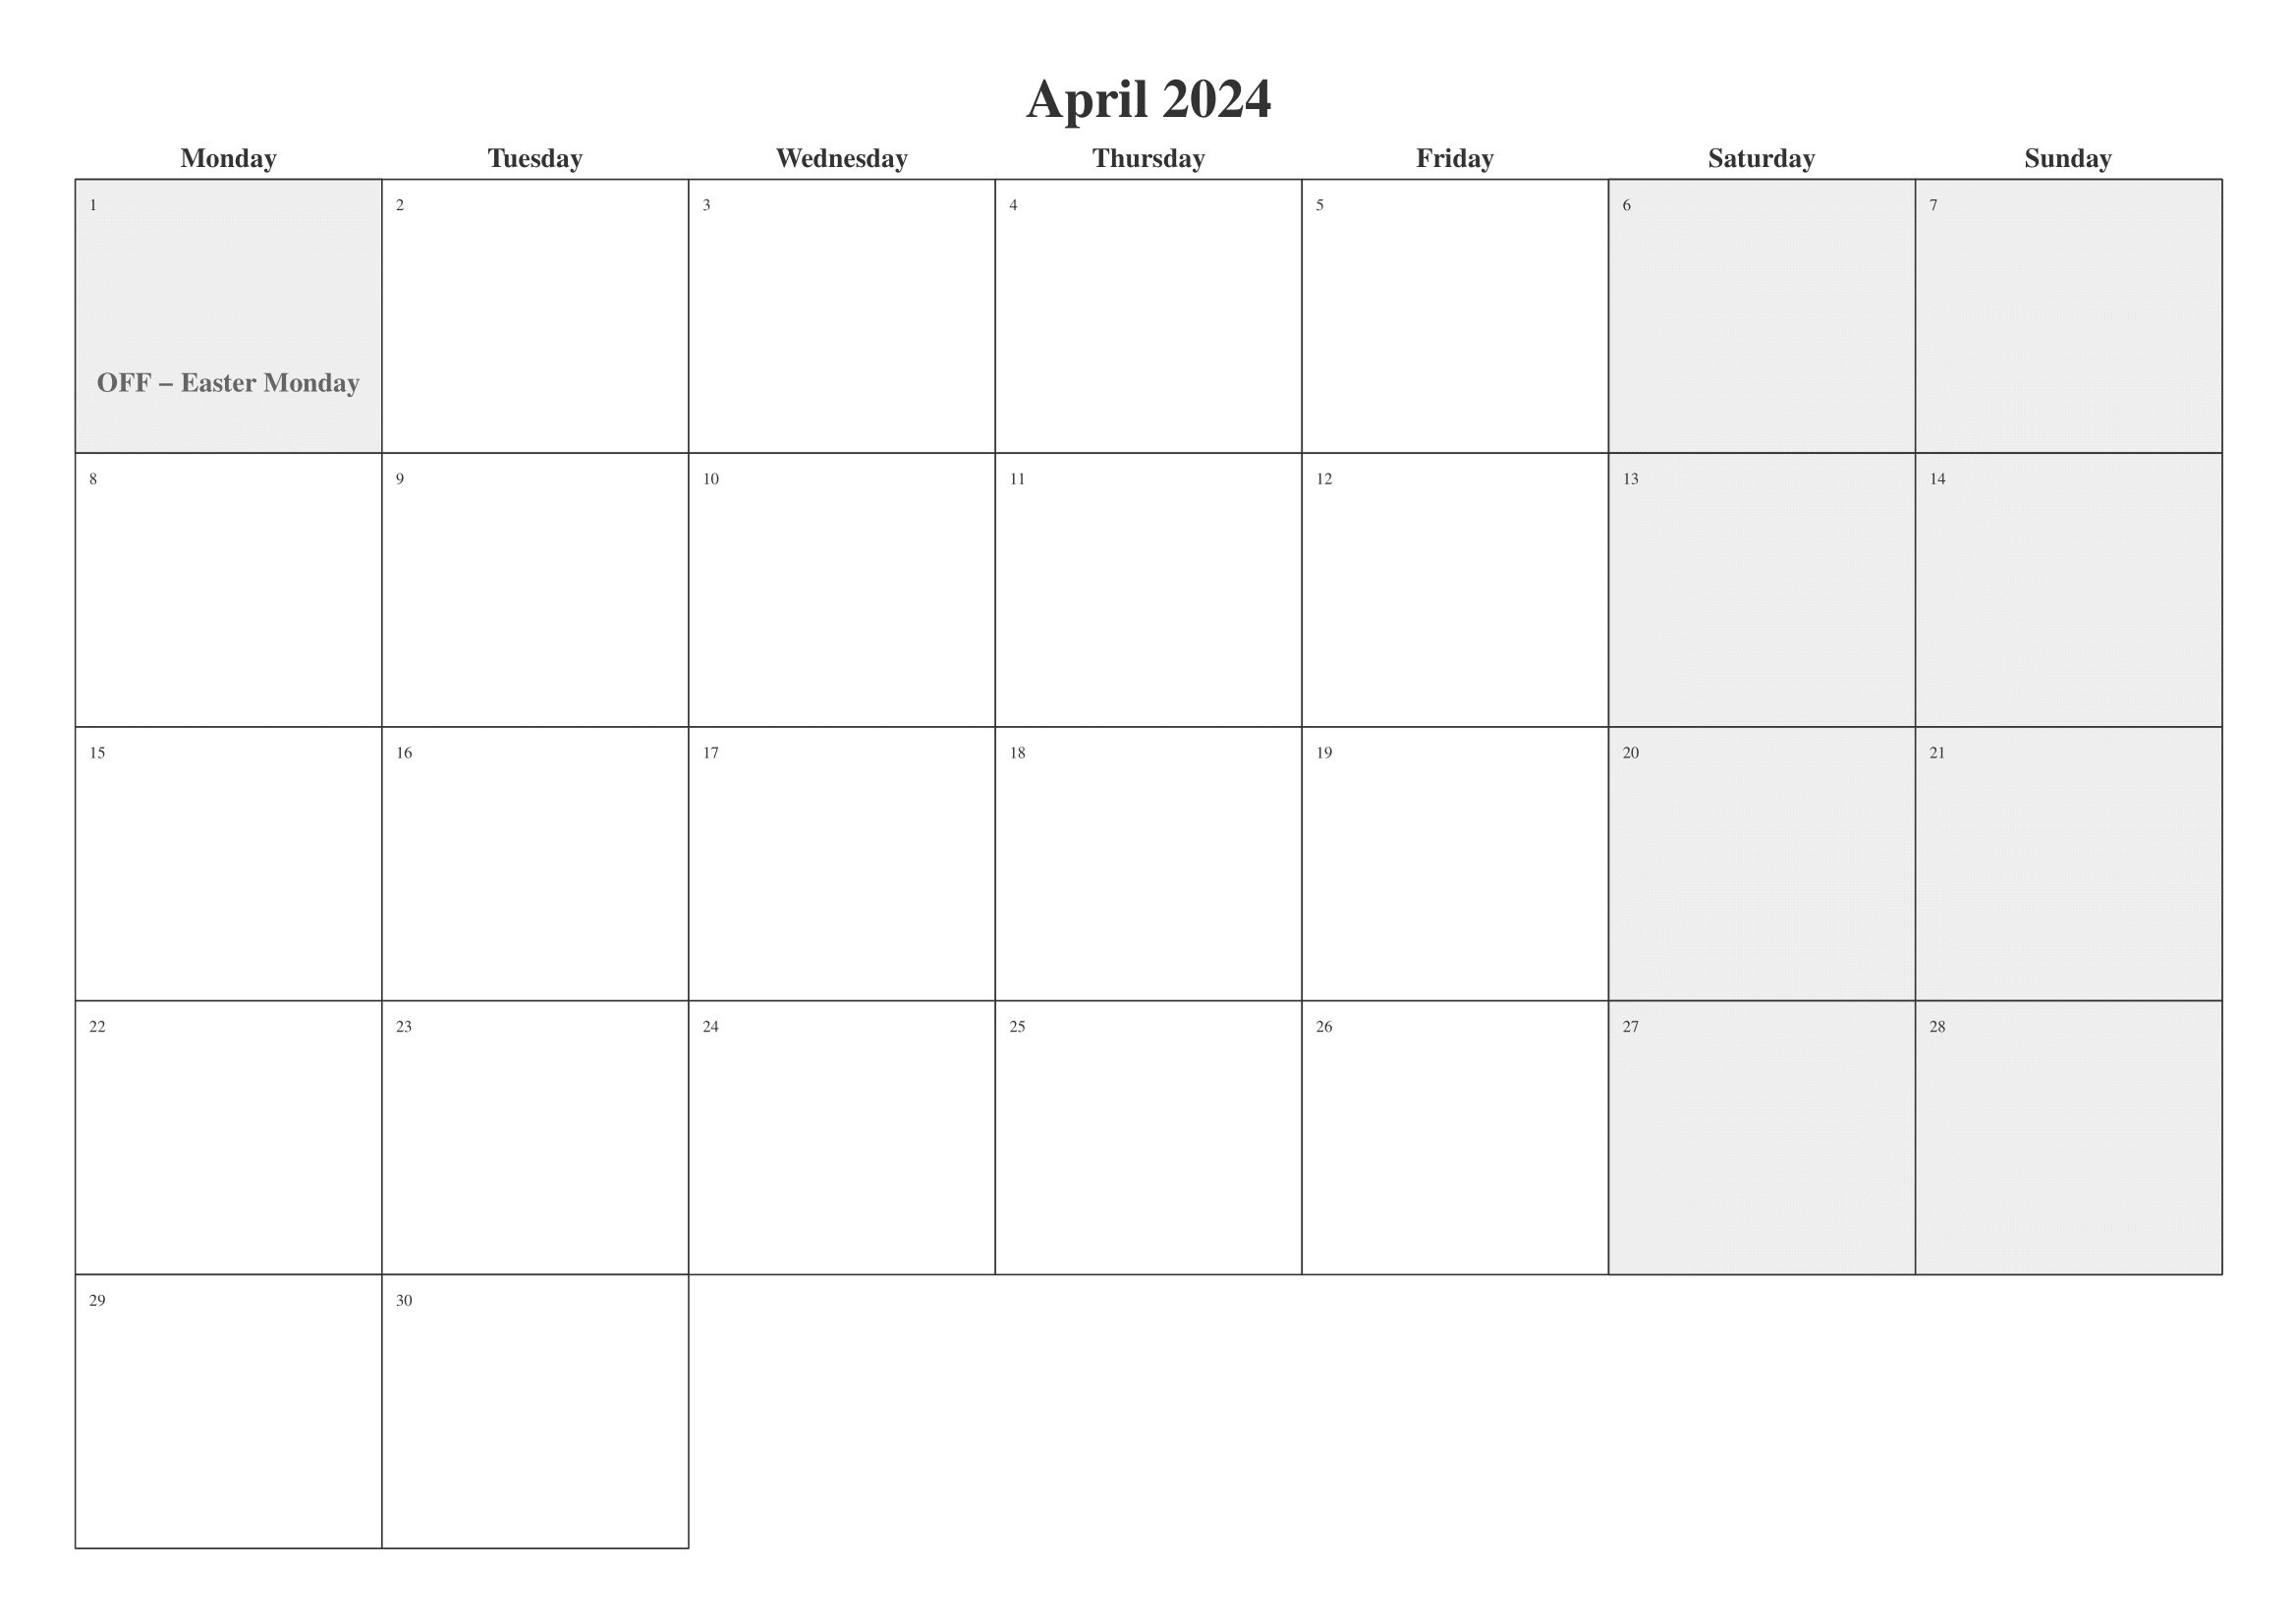 April 2024
Monday Tuesday Wednesday Thursday Friday Saturday Sunday
1 2 3 4 5 6 7
OFF – Easter Monday
8 9 10 11 12 13 14
15 16 17 18 19 20 21
22 23 24 25 26 27 28
29 30